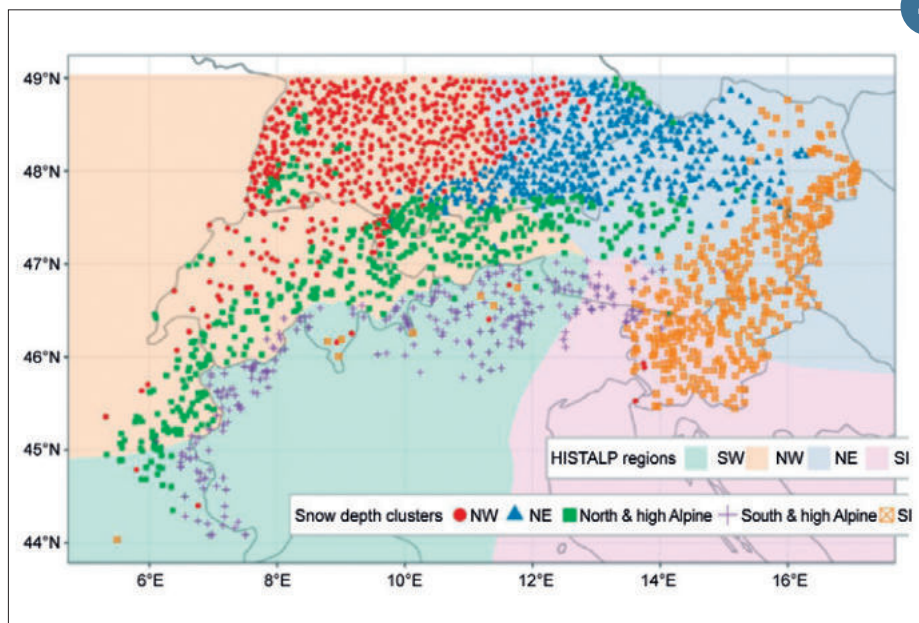 49°N
48°N
47°N
46°N
45°N
44°N
HISTALP regions SW NW NE SI
Snow depth clusters NW NE North & high Alpine South & high Alpine SI
6°E 8°E 10°E 12°E 14°E 16°E